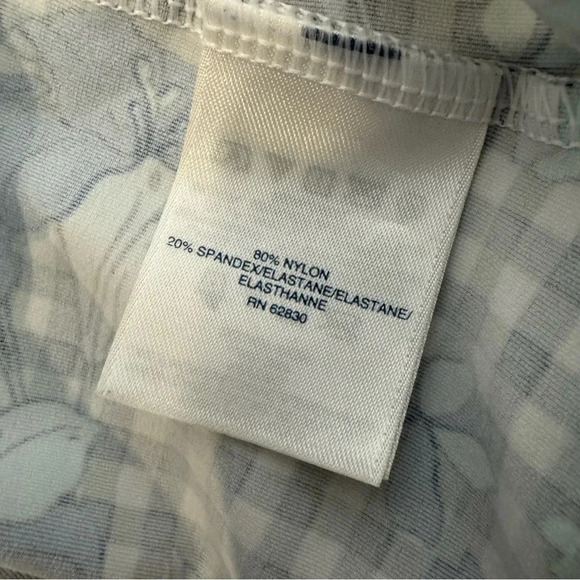 80% NYLON
20% SPANDEX/ELASTANE/ELASTANE/
ELASTHANNE
RN 62830